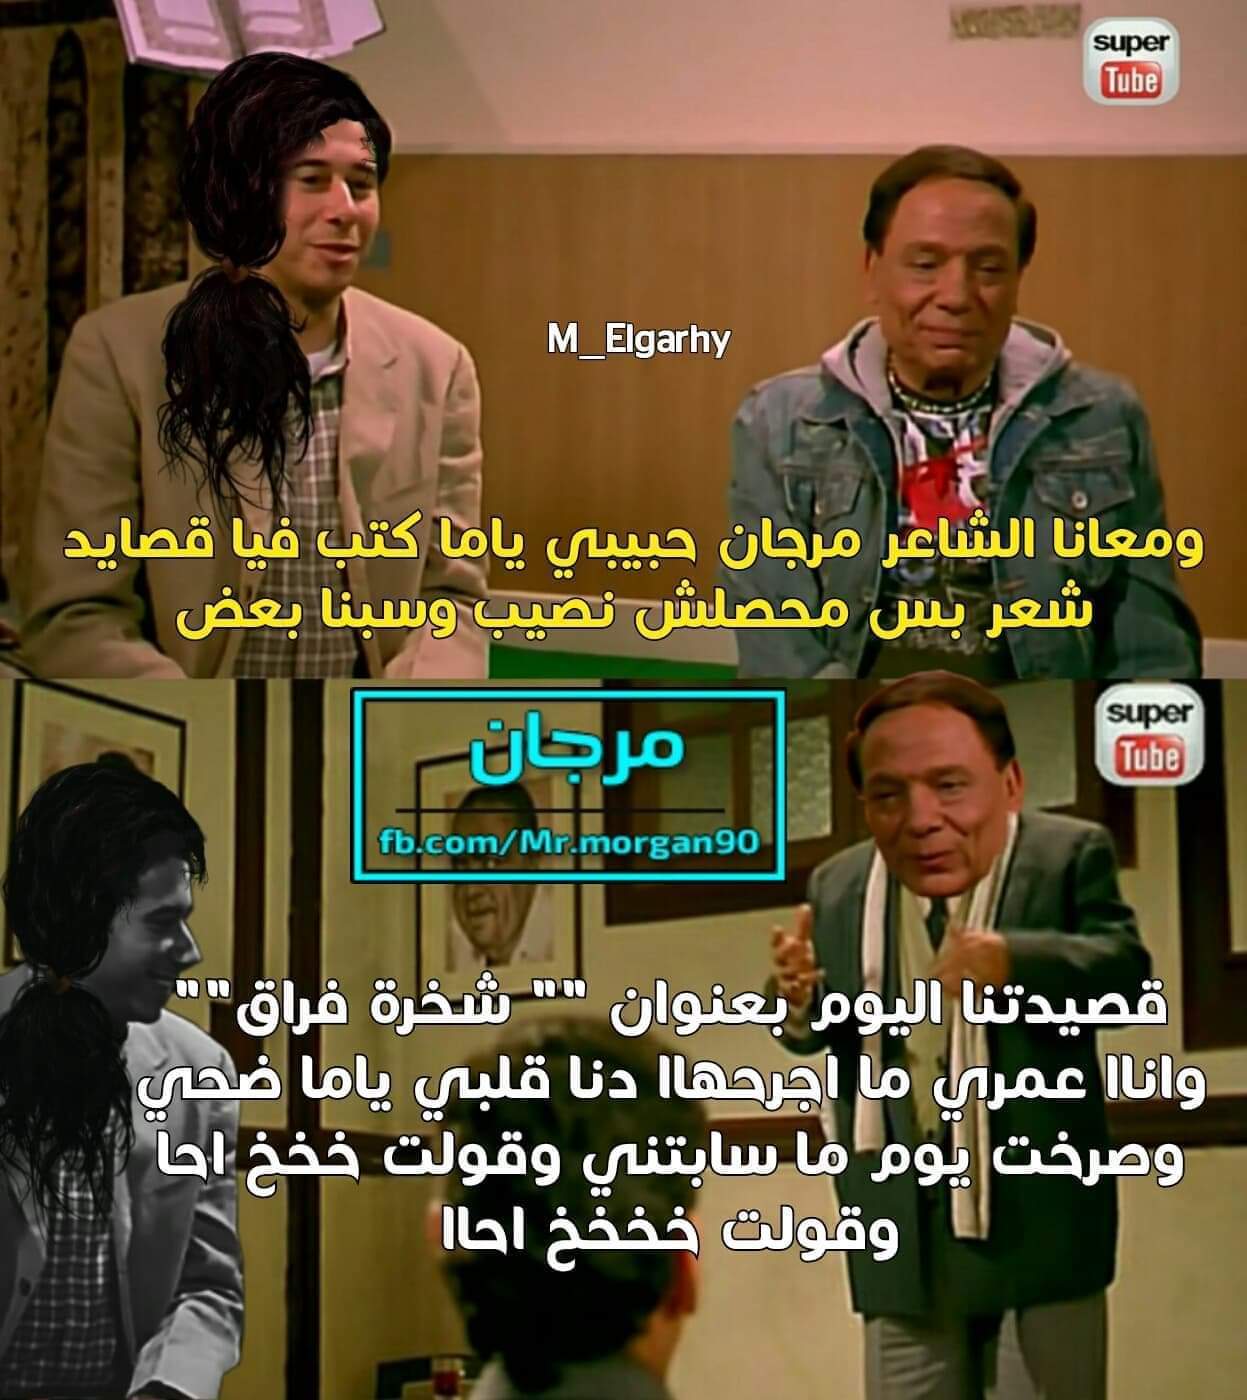 super
Tube
M_Elgarhy
ومعانا الشاعر مرجان حبيبي ياما كتب فيا قصايد
شعر بس محصلش نصيب وسبنا بعض
super
Tube
مرجان
fb.com/Mr.morgan90
قصيدتنا اليوم بعنوان "" شخرة فراق""
واناا عمري ما اجرحهاا دنا قلبي ياما ضحي
وصرخت يوم ما سابتني وقولت خخخ احا
وقولت خخخخ احاا